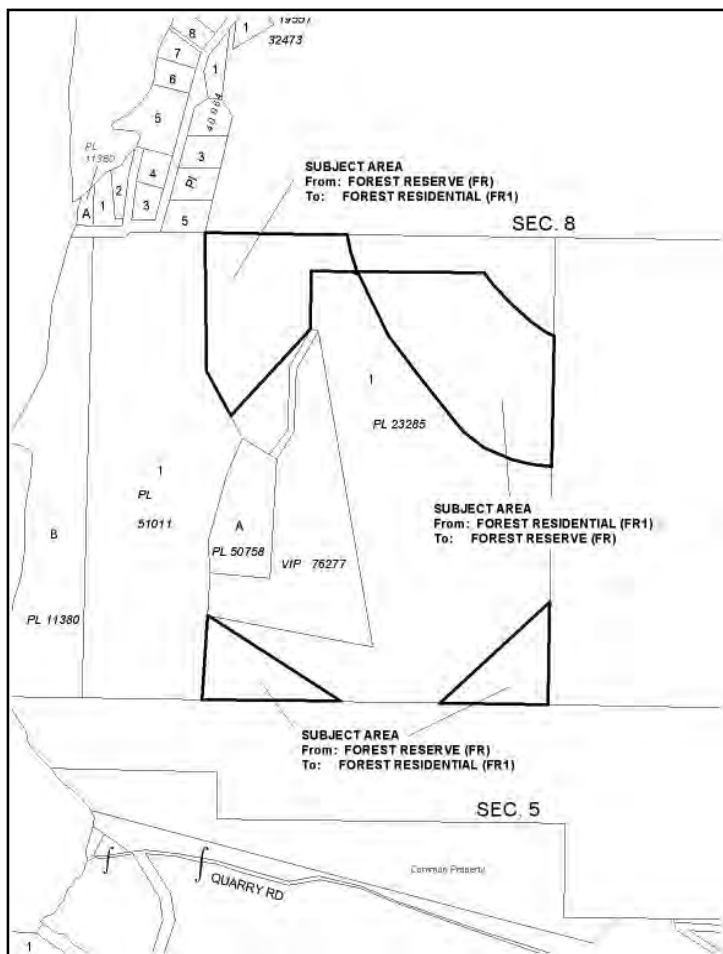 19557
8
1
32473
7
6
1
5
40 964
PL
11380
3
4
2
PL
A
1
3
5
SUBJECT AREA
From: FOREST RESERVE (FR)
To: FOREST RESIDENTIAL (FR1)
SEC. 8
1
PL 23285
1
PL
51011
SUBJECT AREA
From: FOREST RESIDENTIAL (FR1)
To: FOREST RESERVE (FR)
B
A
PL 50758
VIP 76277
PL 11380
SUBJECT AREA
From: FOREST RESERVE (FR)
To: FOREST RESIDENTIAL (FR1)
SEC. 5
Common Property
QUARRY RD
1